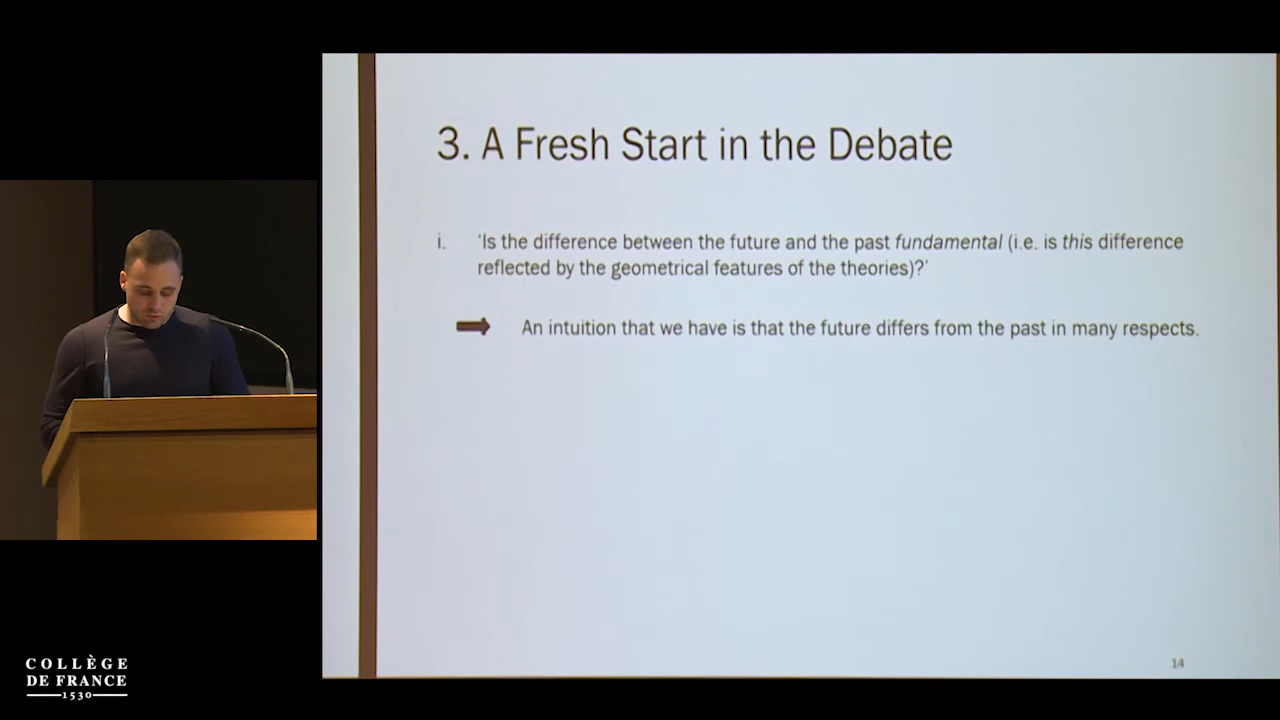 3. A Fresh Start in the Debate
i. ‘Is the difference between the future and the past fundamental (i.e. is this difference
reflected by the geometrical features of the theories)?’
An intuition that we have is that the future differs from the past in many respects.
14
COLLÈGE
DE FRANCE
1530